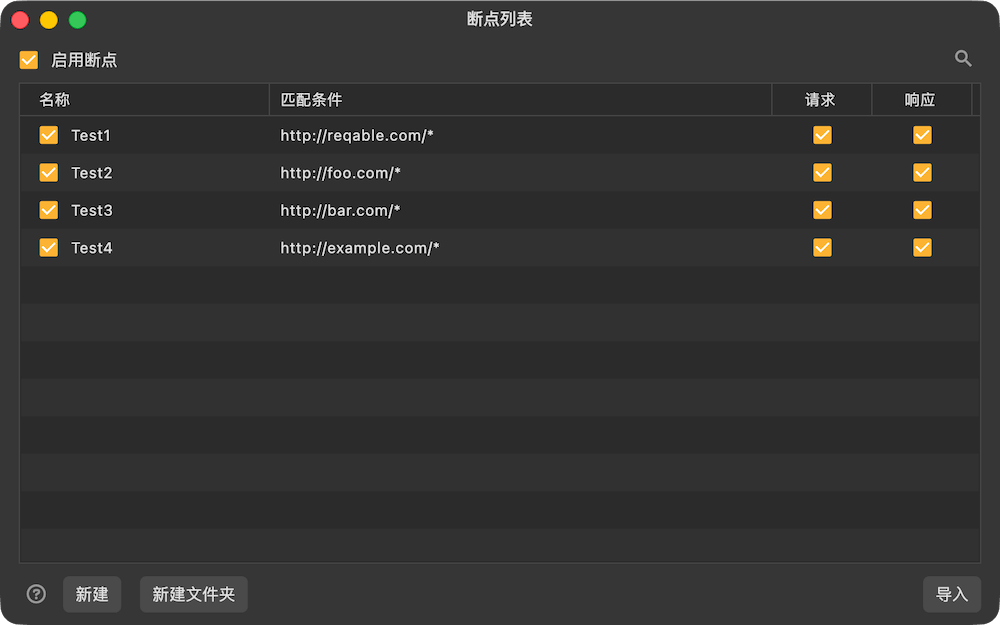 断点列表
启用断点
名称 匹配条件 请求 响应
Test1 http://reqable.com/*
Test2 http://foo.com/*
Test3 http://bar.com/*
Test4 http://example.com/*
? 新建 新建文件夹 导入